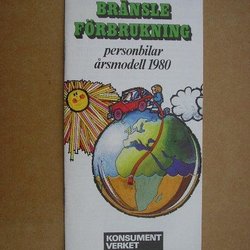 BRÄNSLE
FÖRBRUKNING
personbilar
årsmodell 1980
KONSUMENT
VERKET